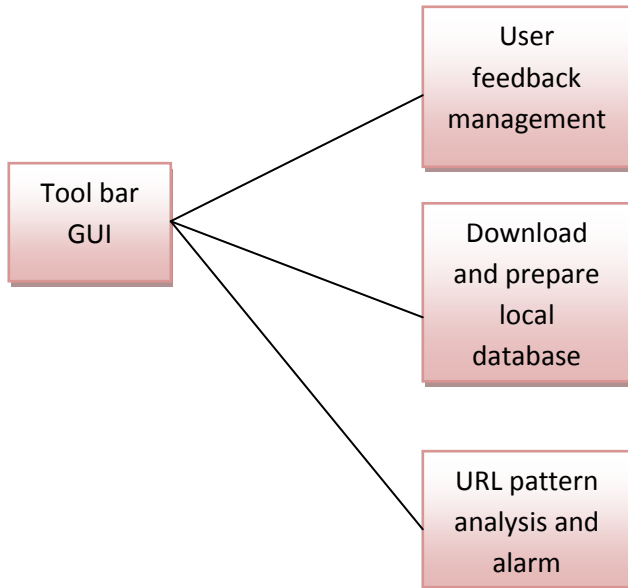 Tool bar
GUI
User
feedback
management
Download
and prepare
local
database
URL pattern
analysis and
alarm